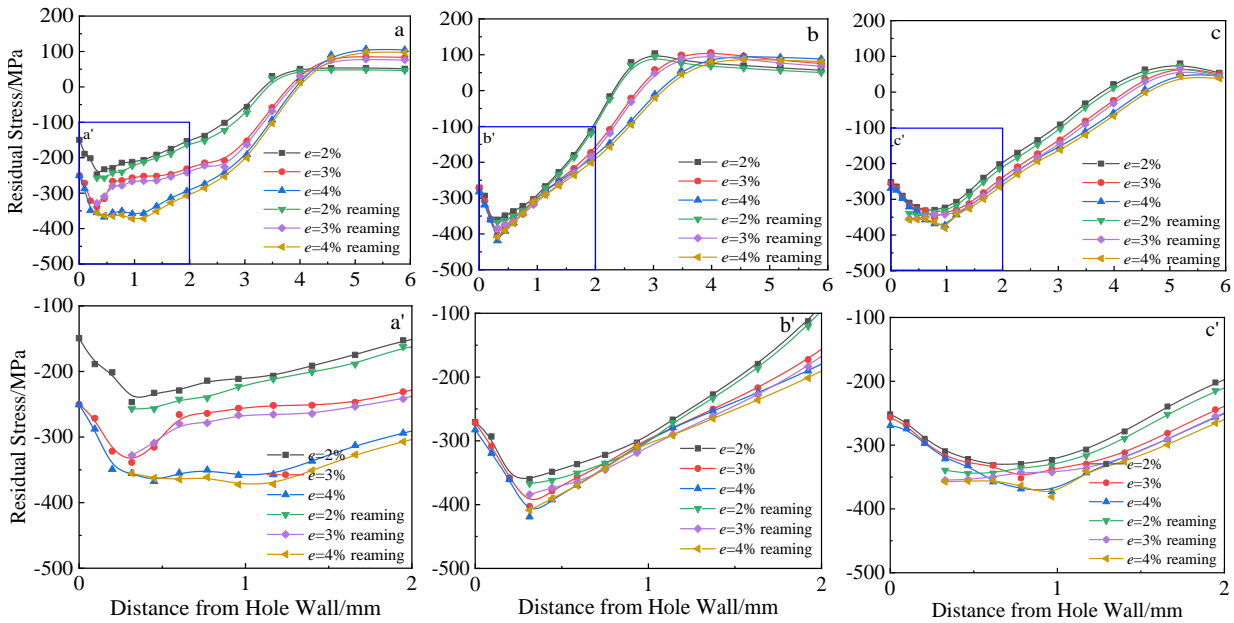 a
200
150
100
50
0
-50
-100
-200
-300
-400
-500
Residual Stress/MPa
a'
e=2%
e=3%
e=4%
e=2% reaming
e=3% reaming
e=4% reaming
0 1 2 3 4 5 6
b
200
100
0
-100
-200
-300
-400
-500
b'
e=2%
e=3%
e=4%
e=2% reaming
e=3% reaming
e=4% reaming
0 1 2 3 4 5 6
c
200
100
0
-100
-200
-300
-400
-500
c'
e=2%
e=3%
e=4%
e=2% reaming
e=3% reaming
e=4% reaming
0 1 2 3 4 5 6
a'
-100
-200
-300
-400
-500
Residual Stress/MPa
e=2%
e=3%
e=4%
e=2% reaming
e=3% reaming
e=4% reaming
0 1 2
Distance from Hole Wall/mm
b'
-100
-200
-300
-400
-500
e=2%
e=3%
e=4%
e=2% reaming
e=3% reaming
e=4% reaming
0 1 2
Distance from Hole Wall/mm
c'
-100
-200
-300
-400
-500
e=2%
e=3%
e=4%
e=2% reaming
e=3% reaming
e=4% reaming
0 1 2
Distance from Hole Wall/mm